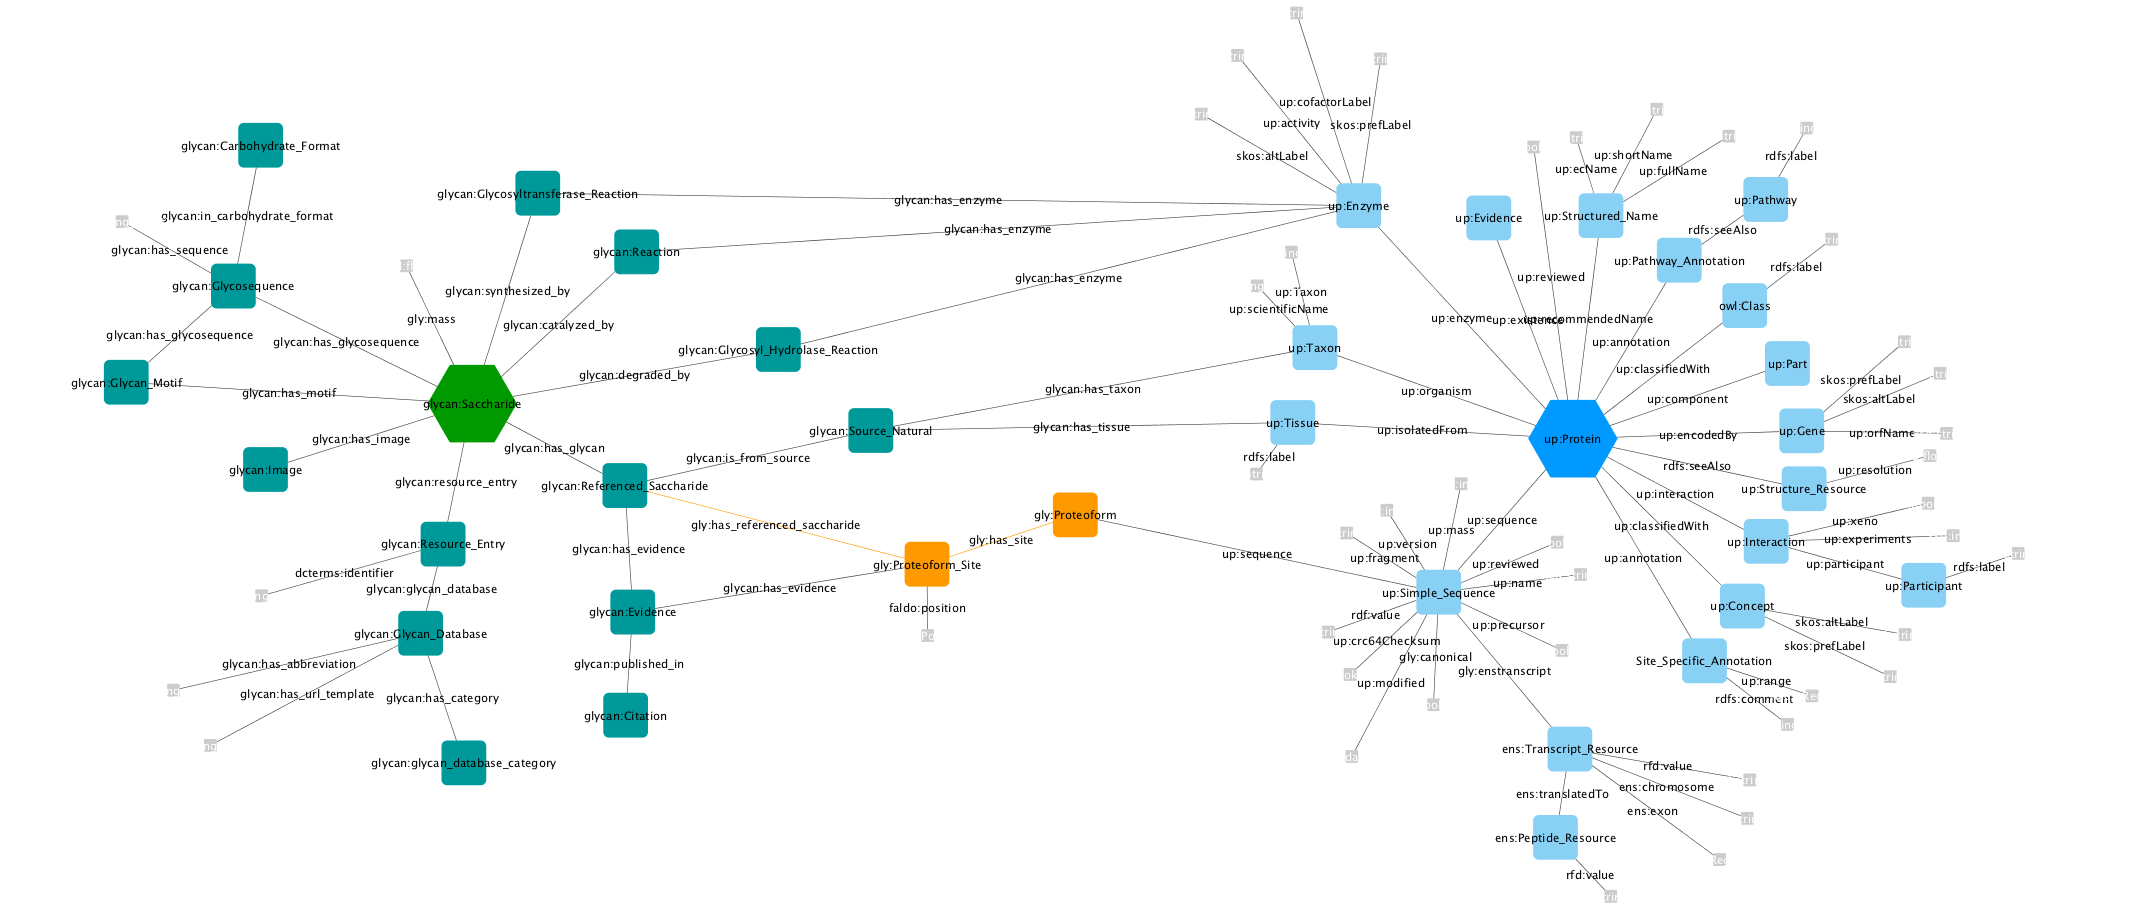 up:cofactorLabel
up:activity
skos:prefLabel
skos:altLabel
glycan:Carbohydrate_Format
glycan:in_carbohydrate_format
glycan:has_sequence
glycan:Glycosequence
glycan:has_glycosequence
glycan:has_glycosequence
glycan:Glycan_Motif
glycan:has_motif
glycan:Glycosyltransferase_Reaction
glycan:has_enzyme
glycan:Reaction
glycan:has_enzyme
glycan:synthesized_by
gly:mass
glycan:catalyzed_by
glycan:has_enzyme
glycan:Glycosyl_Hydrolase_Reaction
glycan:degraded_by
glycan:Saccharide
glycan:has_image
glycan:Image
glycan:has_glycan
glycan:resource_entry
glycan:Referenced_Saccharide
glycan:is_from_source
glycan:Source_Natural
glycan:has_taxon
glycan:has_tissue
gly:has_referenced_saccharide
gly:has_site
gly:Proteoform
gly:Proteoform_Site
glycan:has_evidence
glycan:has_evidence
faldo:position
glycan:Evidence
glycan:published_in
glycan:Citation
glycan:Resource_Entry
dcterms:identifier
glycan:glycan_database
glycan:Glycan_Database
glycan:has_abbreviation
glycan:has_url_template
glycan:has_category
glycan:glycan_database_category
up:Enzyme
up:enzyme
up:Taxon
up:scientificName
up:Taxon
up:organism
up:Tissue
rdfs:label
up:isolatedFrom
up:Evidence
up:reviewed
up:existence
up:recommendedName
up:shortName
up:ecName
up:fullName
up:Structured_Name
rdfs:label
up:Pathway
rdfs:seeAlso
up:Pathway_Annotation
rdfs:label
owl:Class
up:annotation
up:classifiedWith
up:Part
up:component
skos:prefLabel
skos:altLabel
up:Gene
up:encodedBy
up:orfName
up:Protein
rdfs:seeAlso
up:resolution
up:Structure_Resource
up:interaction
up:xeno
up:Interaction
up:experiments
up:participant
rdfs:label
up:Participant
up:classifiedWith
up:Concept
skos:altLabel
skos:prefLabel
up:annotation
Site_Specific_Annotation
up:range
rdfs:comment
up:sequence
up:sequence
up:mass
up:version
up:fragment
up:reviewed
up:name
up:Simple_Sequence
rdf:value
up:precursor
up:crc64Checksum
gly:canonical
gly:enstranscript
up:modified
ens:Transcript_Resource
rfd:value
ens:chromosome
ens:exon
ens:translatedTo
ens:Peptide_Resource
rfd:value